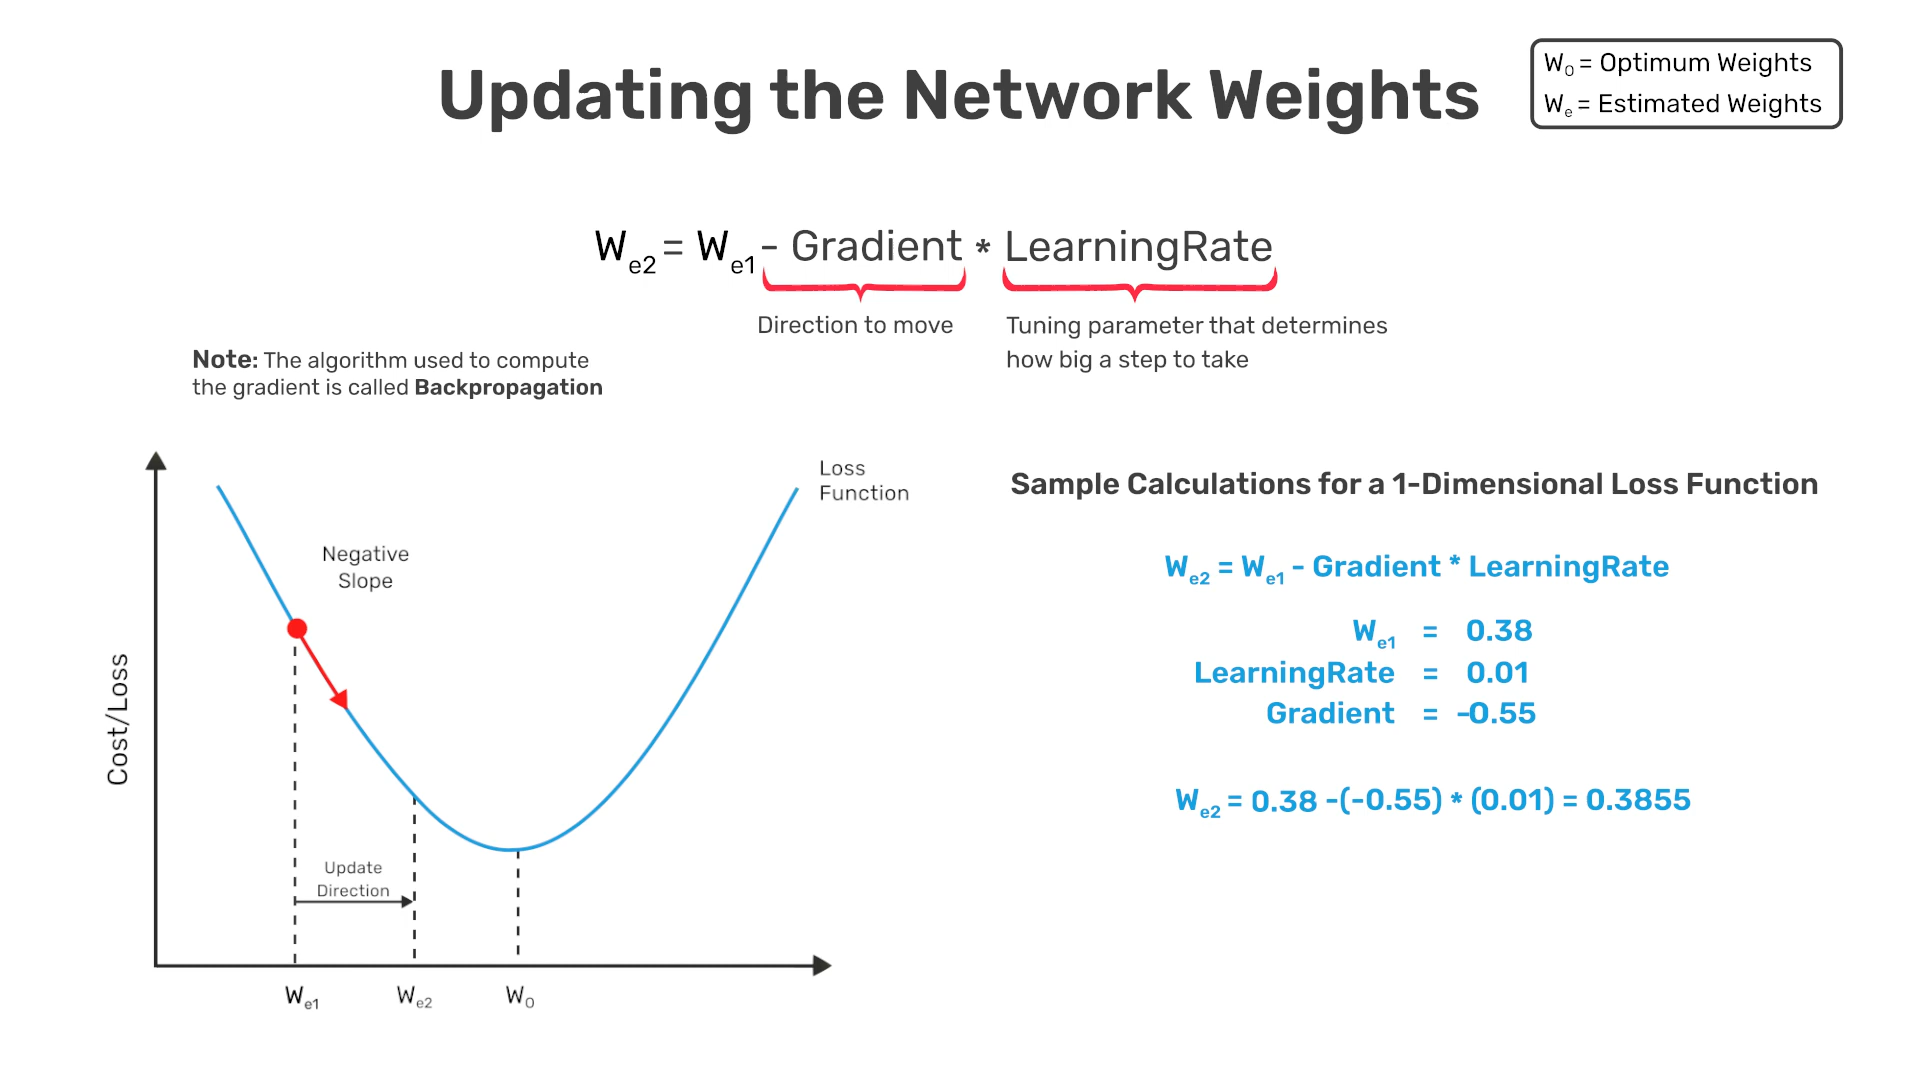 Updating the Network Weights
W₀ = Optimum Weights
Wₑ = Estimated Weights
Wₑ₂ = Wₑ₁ - Gradient * LearningRate
Direction to move
Tuning parameter that determines
how big a step to take
Note: The algorithm used to compute
the gradient is called Backpropagation
Loss
Function
Negative
Slope
Cost/Loss
Update
Direction
Wₑ₁
Wₑ₂
W₀
Sample Calculations for a 1-Dimensional Loss Function
Wₑ₂ = Wₑ₁ - Gradient * LearningRate
Wₑ₁ = 0.38
LearningRate = 0.01
Gradient = -0.55
Wₑ₂ = 0.38 -(-0.55) * (0.01) = 0.3855